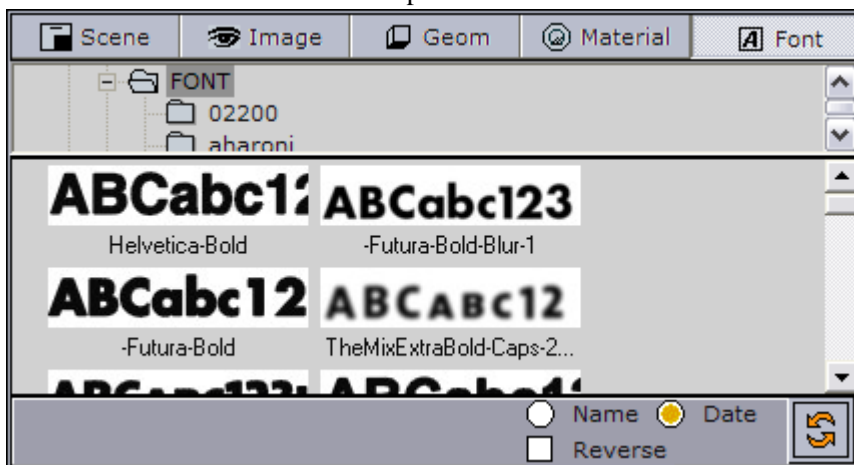 Scene Image Geom Material A Font
FONT
02200
aharoni
ABCabc12 ABCabc123
Helvetica-Bold -Futura-Bold-Blur-1
ABCabc12 ABCABC12
-Futura-Bold TheMixExtraBold-Caps-2...
Name Date
Reverse